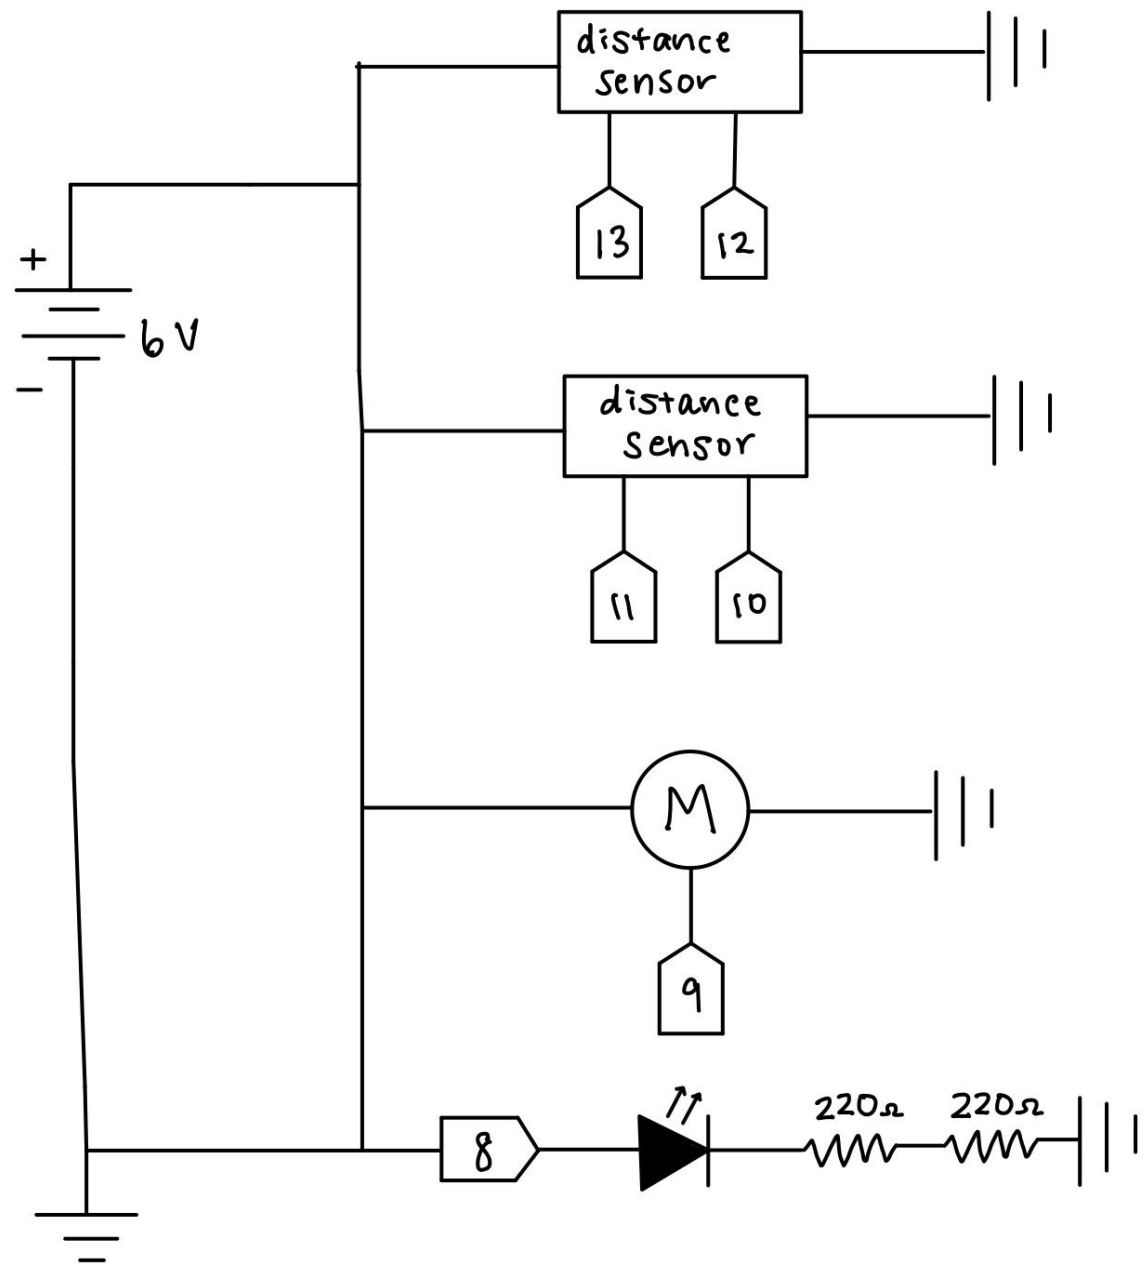 distance
sensor
13
12
+
6V
-
distance
sensor
11
10
M
9
220Ω
220Ω
8